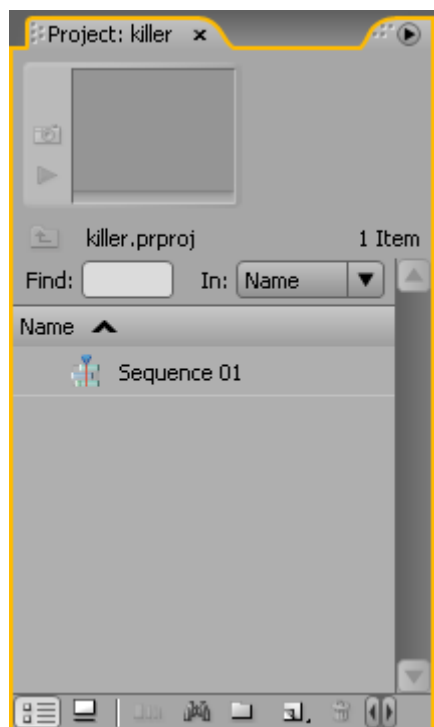 Project: killer x
killer.prproj 1 Item
Find: In: Name
Name
Sequence 01